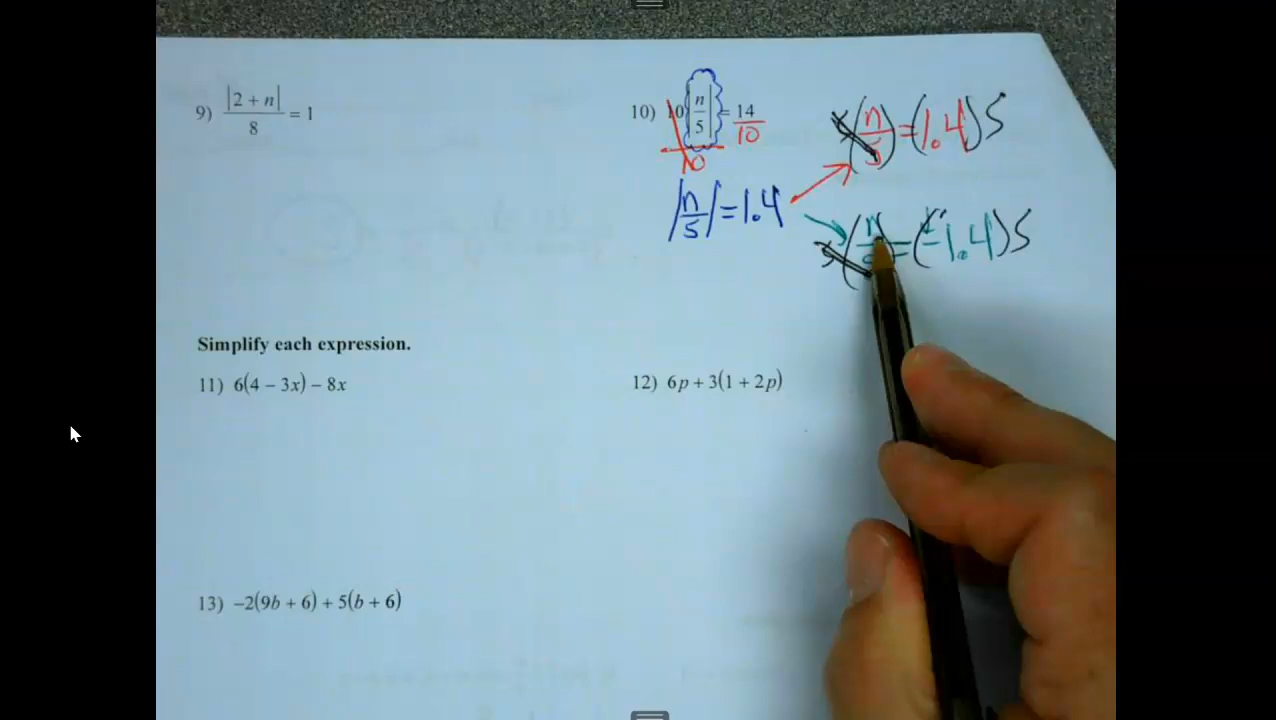 9) |2 + n| / 8 = 1
10) 10 |n/5| = 14
10 10
|n/5| = 1.4
5(n/5) = (1.4)5
(n = (-1.4)5
Simplify each expression.
11) 6(4 − 3x) − 8x
12) 6p + 3(1 + 2p)
13) −2(9b + 6) + 5(b + 6)